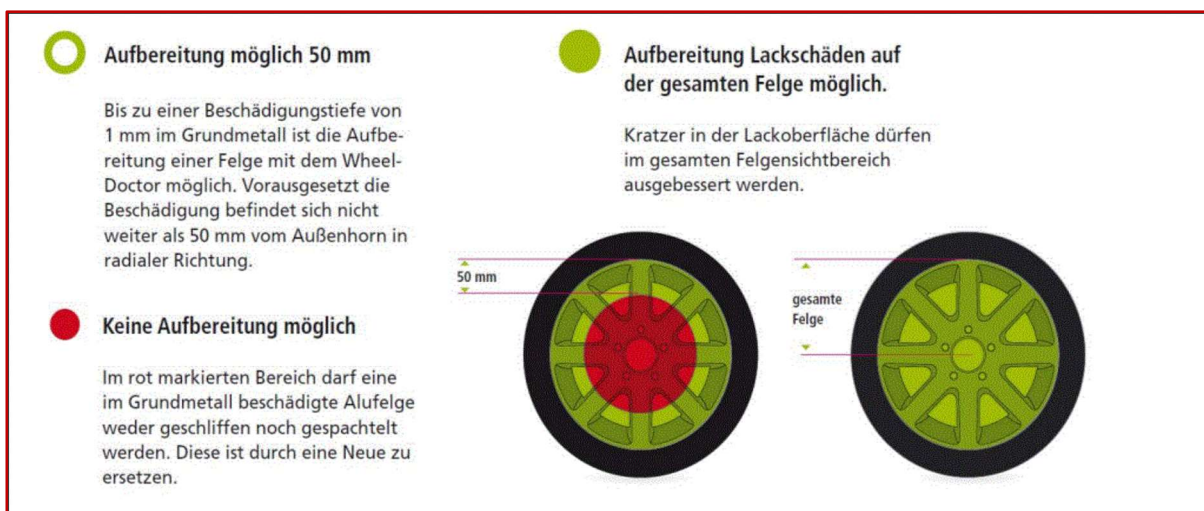 Aufbereitung möglich 50 mm
Bis zu einer Beschädigungstiefe von
1 mm im Grundmetall ist die Aufbe-
reitung einer Felge mit dem Wheel-
Doctor möglich. Vorausgesetzt die
Beschädigung befindet sich nicht
weiter als 50 mm vom Außenhorn in
radialer Richtung.
Keine Aufbereitung möglich
Im rot markierten Bereich darf eine
im Grundmetall beschädigte Alufelge
weder geschliffen noch gespachtelt
werden. Diese ist durch eine Neue zu
ersetzen.
Aufbereitung Lackschäden auf
der gesamten Felge möglich.
Kratzer in der Lackoberfläche dürfen
im gesamten Felgensichtbereich
ausgebessert werden.
50 mm
gesamte
Felge